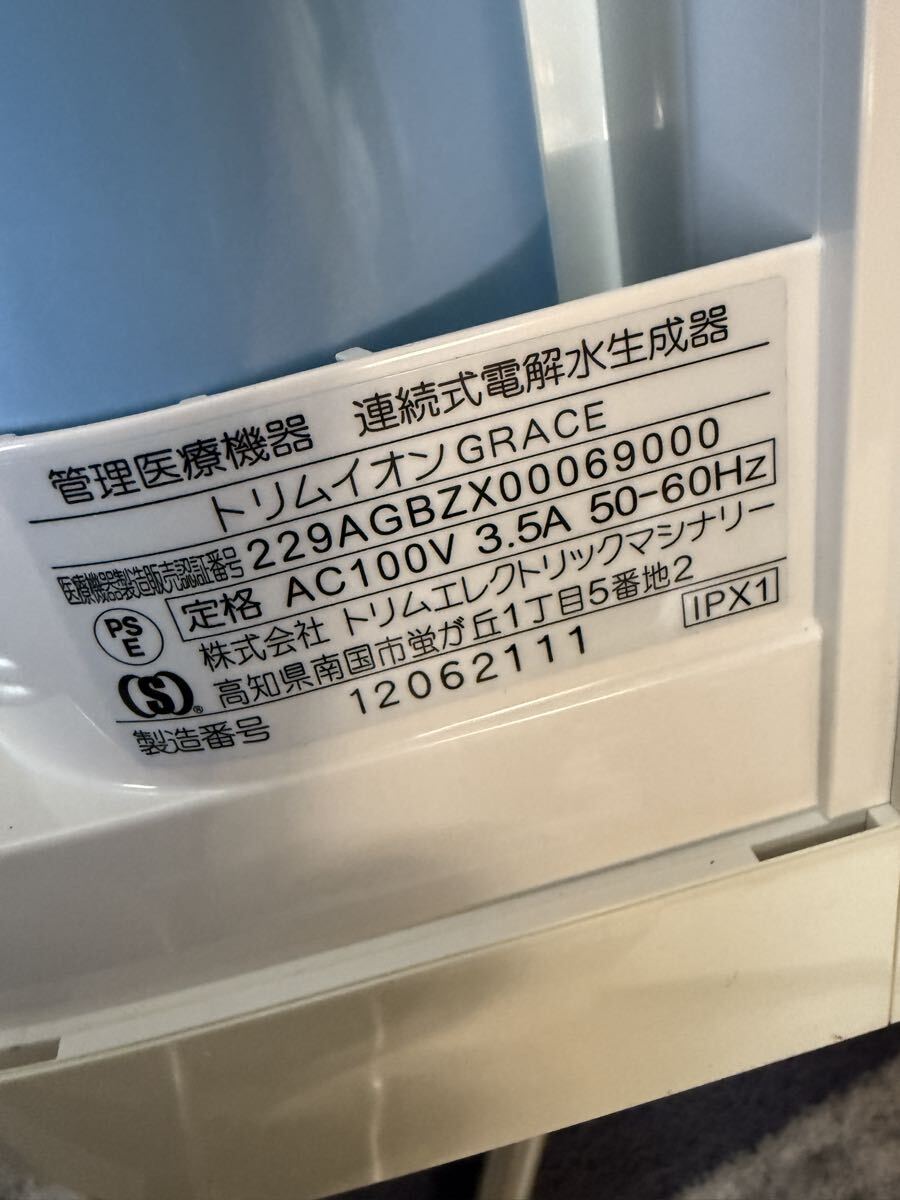 管理医療機器 連続式電解水生成器
トリムイオンGRACE
医療機器製造販売認証番号 229AGBZX00069000
定格 AC100V 3.5A 50-60Hz
PS E
株式会社 トリムエレクトリックマシナリー
高知県南国市蛍が丘1丁目5番地2
IPX1
(S)®
製造番号 12062111